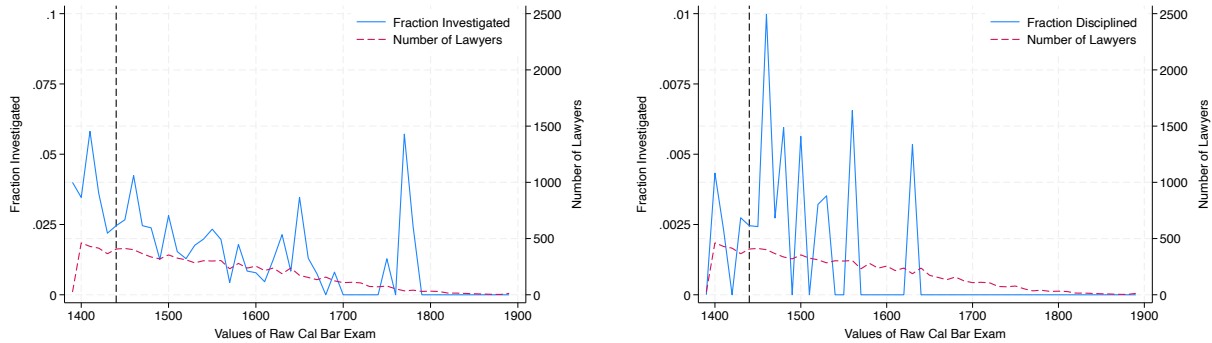 Fraction Investigated
Number of Lawyers
.1
.075
.05
.025
0
2500
2000
1500
1000
500
0
Fraction Investigated
Number of Lawyers
1400 1500 1600 1700 1800 1900
Values of Raw Cal Bar Exam
Fraction Disciplined
Number of Lawyers
.01
.0075
.005
.0025
0
2500
2000
1500
1000
500
0
Fraction Disciplined
Number of Lawyers
1400 1500 1600 1700 1800 1900
Values of Raw Cal Bar Exam